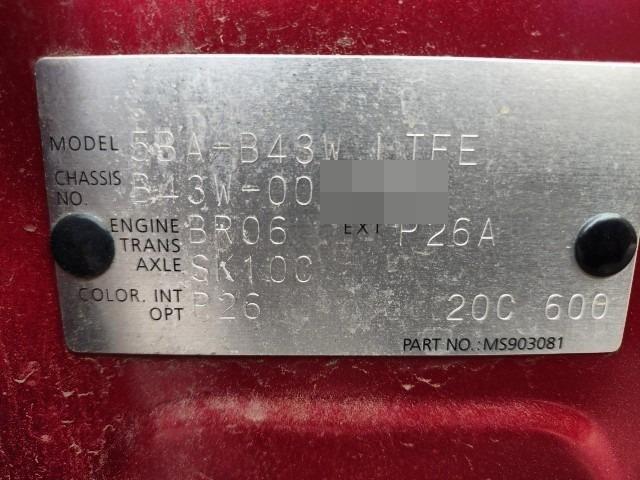 MODEL 5BA-B43W LTFE
CHASSIS NO. B43W-00
ENGINE BR06 EXT P26A
TRANS AXLE SK10C
COLOR. INT P26 20C 600
OPT
PART NO.: MS903081